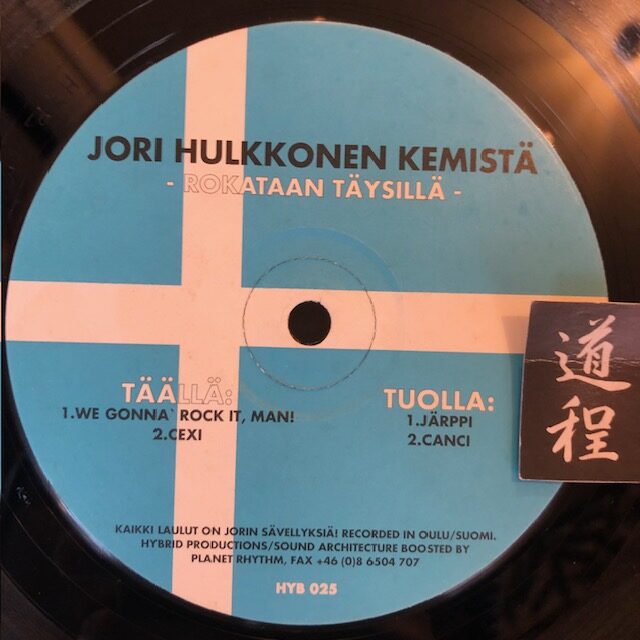 JORI HULKKONEN KEMISTÄ
- ROKATAAN TÄYSILLÄ -
TÄÄLLÄ:
1.WE GONNA` ROCK IT, MAN!
2.CEXI
TUOLLA:
1.JÄRPPI
2.CANCI
道程
KAIKKI LAULUT ON JORIN SÄVELLYKSIÄ! RECORDED IN OULU/SUOMI.
HYBRID PRODUCTIONS/SOUND ARCHITECTURE BOOSTED BY
PLANET RHYTHM, FAX +46 (0)8 6504 707
HYB 025